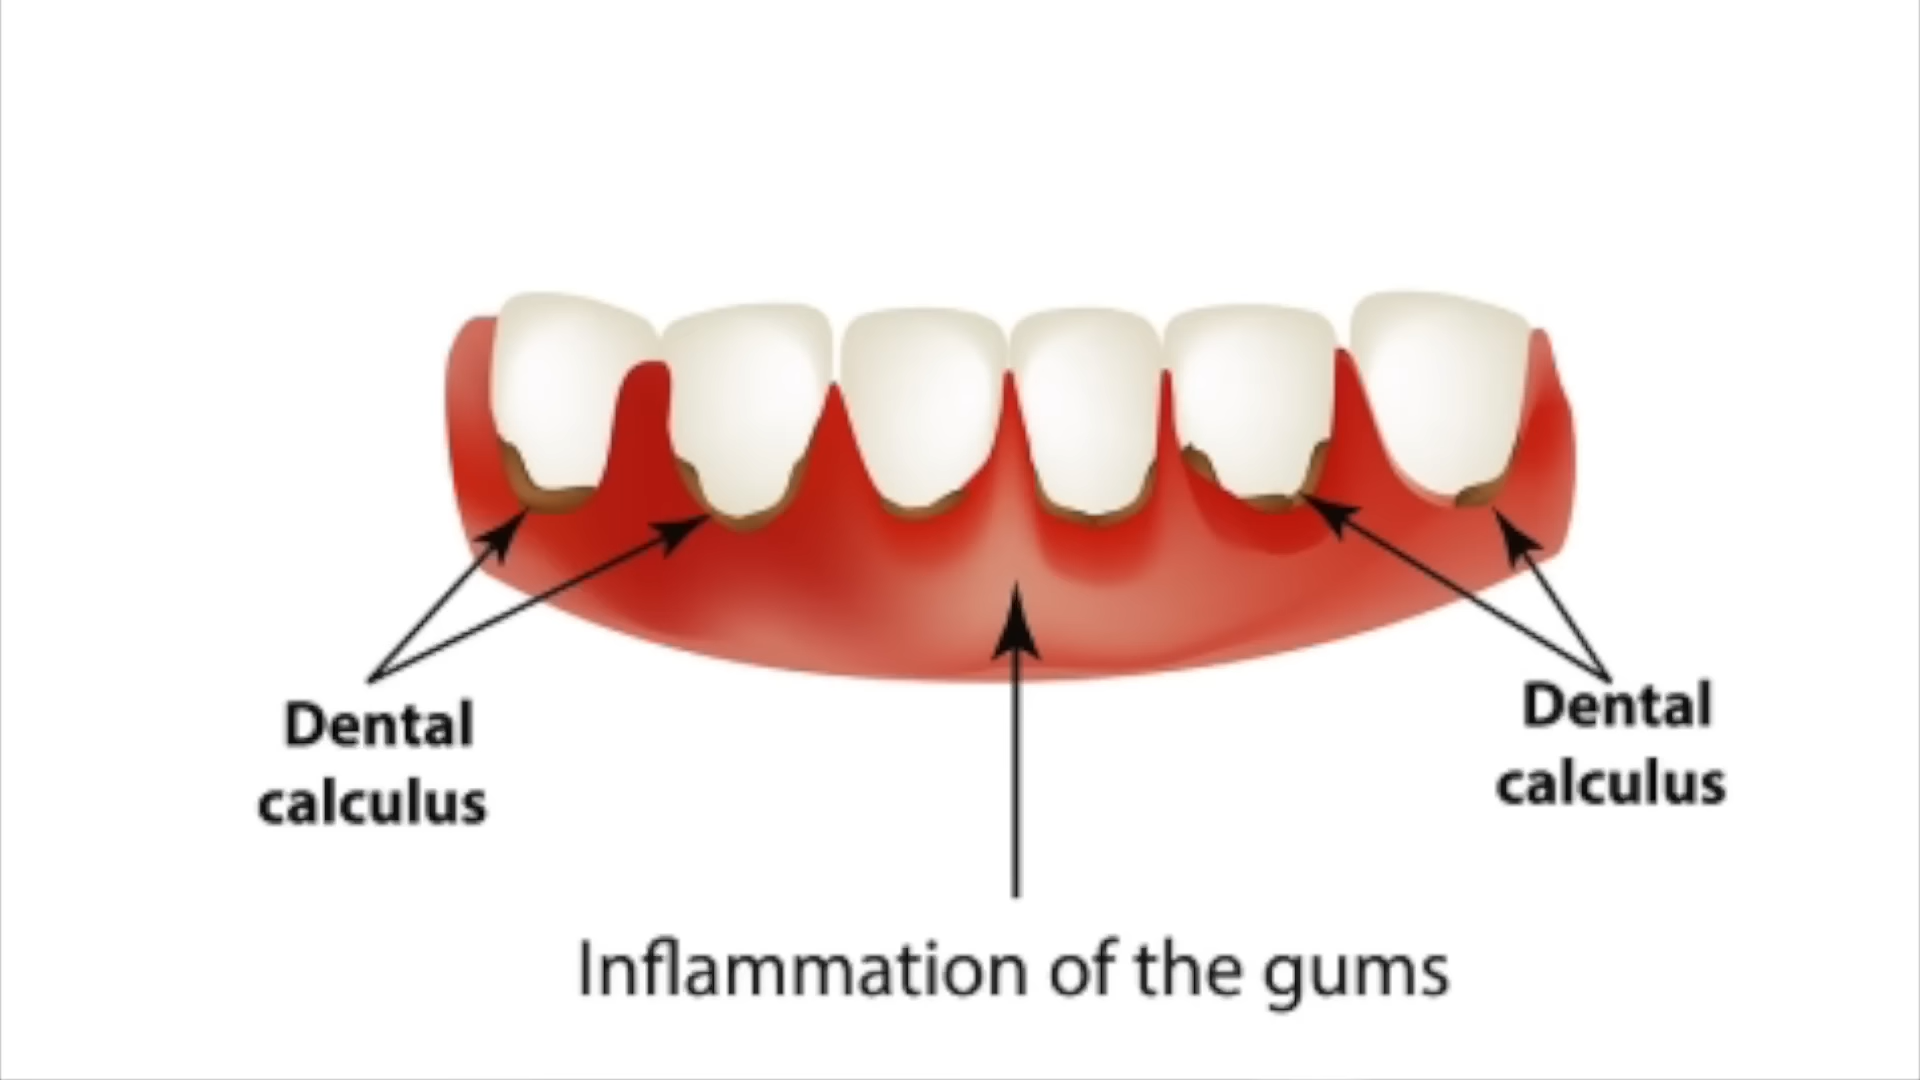 Dental
calculus
Dental
calculus
Inflammation of the gums